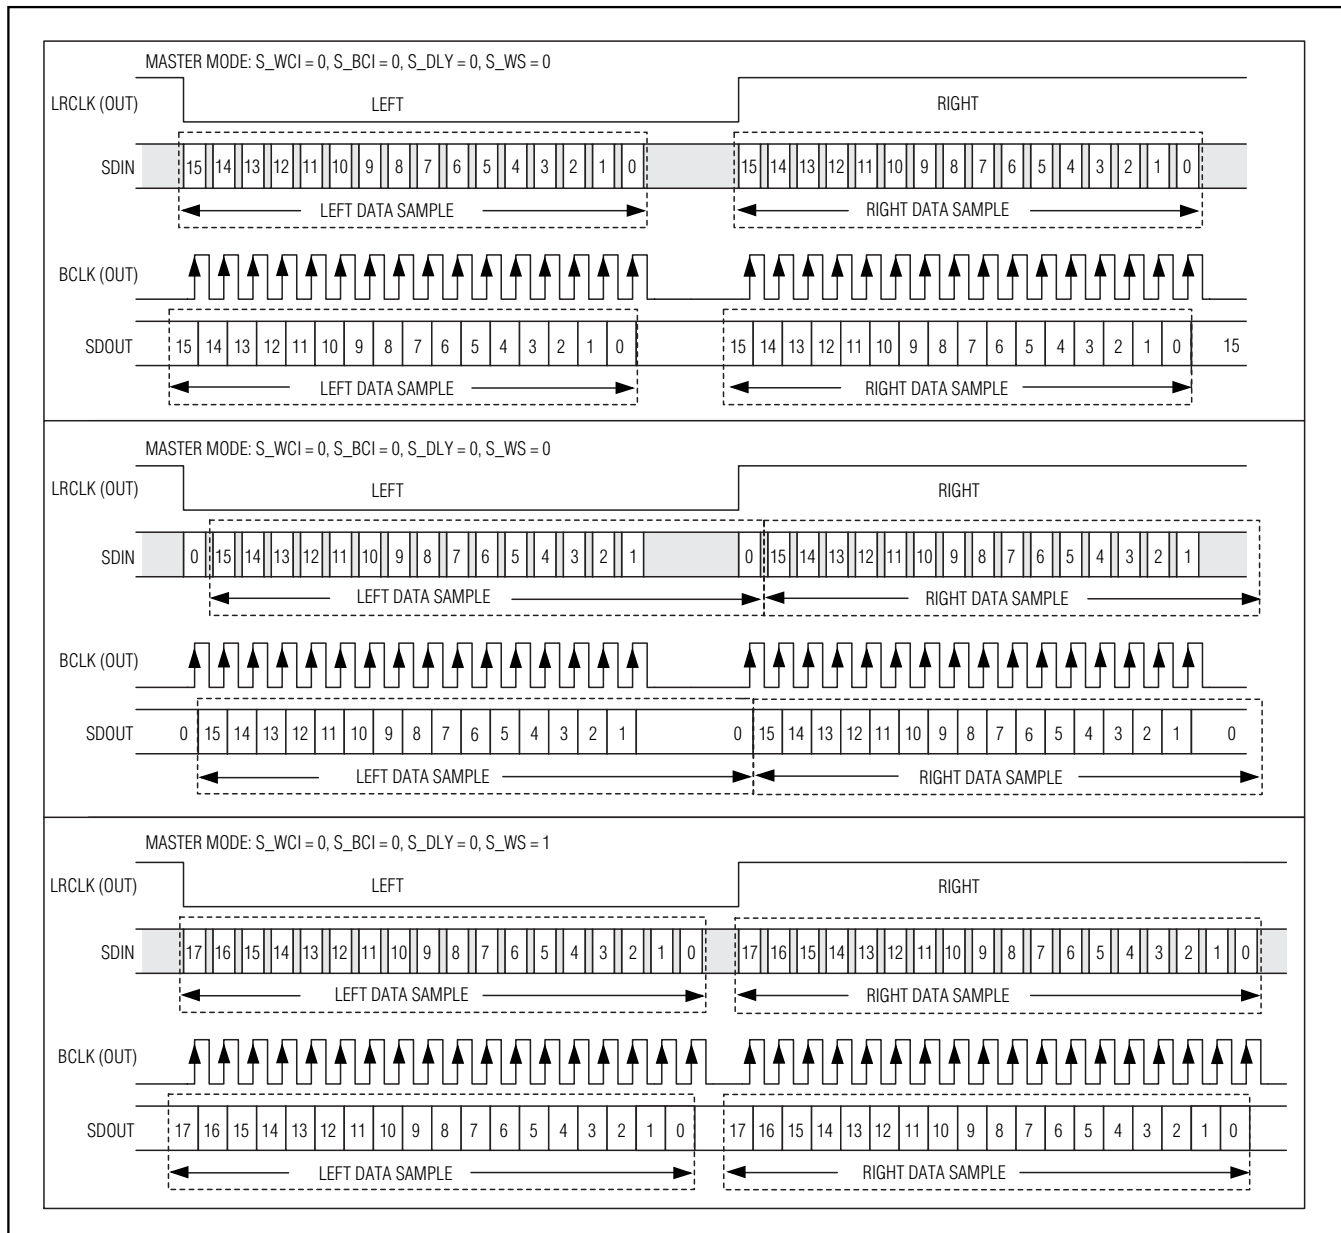 MASTER MODE: S_WCI = 0, S_BCI = 0, S_DLY = 0, S_WS = 0
LRCLK (OUT) LEFT RIGHT
SDIN 15 14 13 12 11 10 9 8 7 6 5 4 3 2 1 0 15 14 13 12 11 10 9 8 7 6 5 4 3 2 1 0
LEFT DATA SAMPLE RIGHT DATA SAMPLE
BCLK (OUT)
SDOUT 15 14 13 12 11 10 9 8 7 6 5 4 3 2 1 0 15 14 13 12 11 10 9 8 7 6 5 4 3 2 1 0 15
LEFT DATA SAMPLE RIGHT DATA SAMPLE
MASTER MODE: S_WCI = 0, S_BCI = 0, S_DLY = 0, S_WS = 0
LRCLK (OUT) LEFT RIGHT
SDIN 0 15 14 13 12 11 10 9 8 7 6 5 4 3 2 1 0 15 14 13 12 11 10 9 8 7 6 5 4 3 2 1
LEFT DATA SAMPLE RIGHT DATA SAMPLE
BCLK (OUT)
SDOUT 0 15 14 13 12 11 10 9 8 7 6 5 4 3 2 1 0 15 14 13 12 11 10 9 8 7 6 5 4 3 2 1 0
LEFT DATA SAMPLE RIGHT DATA SAMPLE
MASTER MODE: S_WCI = 0, S_BCI = 0, S_DLY = 0, S_WS = 1
LRCLK (OUT) LEFT RIGHT
SDIN 17 16 15 14 13 12 11 10 9 8 7 6 5 4 3 2 1 0 17 16 15 14 13 12 11 10 9 8 7 6 5 4 3 2 1 0
LEFT DATA SAMPLE RIGHT DATA SAMPLE
BCLK (OUT)
SDOUT 17 16 15 14 13 12 11 10 9 8 7 6 5 4 3 2 1 0 17 16 15 14 13 12 11 10 9 8 7 6 5 4 3 2 1 0
LEFT DATA SAMPLE RIGHT DATA SAMPLE